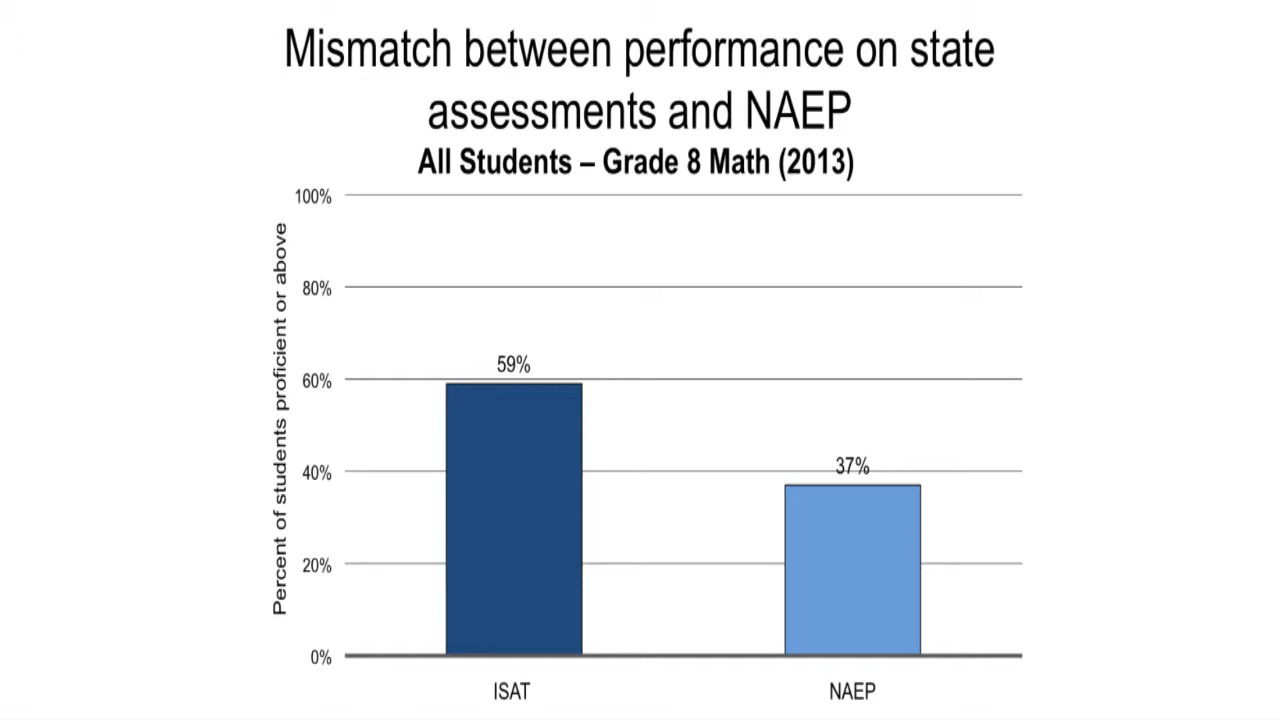 Mismatch between performance on state
assessments and NAEP
All Students – Grade 8 Math (2013)
Percent of students proficient or above
100%
80%
60%
40%
20%
0%
59%
37%
ISAT
NAEP